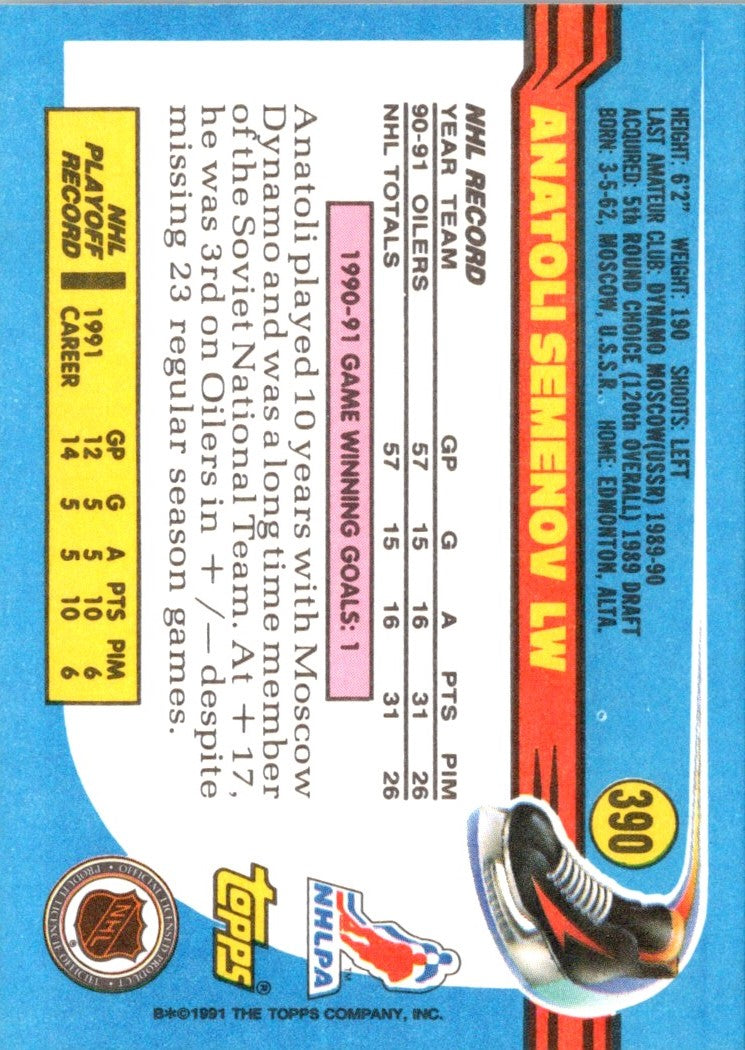 390
HEIGHT: 6'2" WEIGHT: 190 SHOOTS: LEFT
LAST AMATEUR CLUB: DYNAMO MOSCOW(USSR) 1989-90
ACQUIRED: 5th ROUND CHOICE (120th OVERALL) 1989 DRAFT
BORN: 3-5-62, MOSCOW, U.S.S.R. HOME: EDMONTON, ALTA.
ANATOLI SEMENOV LW
NHL RECORD
YEAR TEAM GP G A PTS PIM
90-91 OILERS 57 15 16 31 26
NHL TOTALS 57 15 16 31 26
1990-91 GAME WINNING GOALS: 1
Anatoli played 10 years with Moscow
Dynamo and was a long time member
of the Soviet National Team. At +17,
he was 3rd on Oilers in +/— despite
missing 23 regular season games.
NHL
PLAYOFF
RECORD
GP G A PTS PIM
1991 12 5 5 10 6
CAREER 14 5 5 10 6
NHLPA™
TOPPS®
OFFICIAL LICENSED PRODUCT •
NHL
®
B*©1991 THE TOPPS COMPANY, INC.